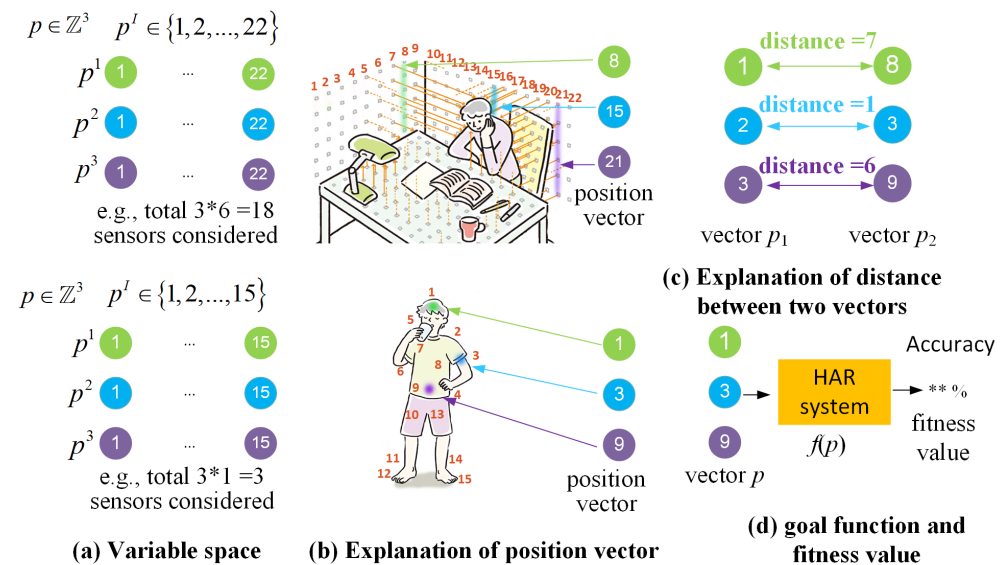 p ∈ ℤ³ pᴵ ∈ {1,2,...,22}
p¹ 1 ... 22
p² 1 ... 22
p³ 1 ... 22
e.g., total 3*6 =18
sensors considered
1 2 3 4 5 6 7 8 9 10 11 12 13 14 15 16 17 18 19 20 21 22
8
15
21
position
vector
distance =7
1 8
distance =1
2 3
distance =6
3 9
vector p₁ vector p₂
(c) Explanation of distance
between two vectors
p ∈ ℤ³ pᴵ ∈ {1,2,...,15}
p¹ 1 ... 15
p² 1 ... 15
p³ 1 ... 15
e.g., total 3*1 =3
sensors considered
(a) Variable space
1
5 2
7 3
6 8
9 4
10 13
11 14
12 15
1
3
9
position
vector
(b) Explanation of position vector
1
3
9
vector p
HAR
system
f(p)
Accuracy
** %
fitness
value
(d) goal function and
fitness value